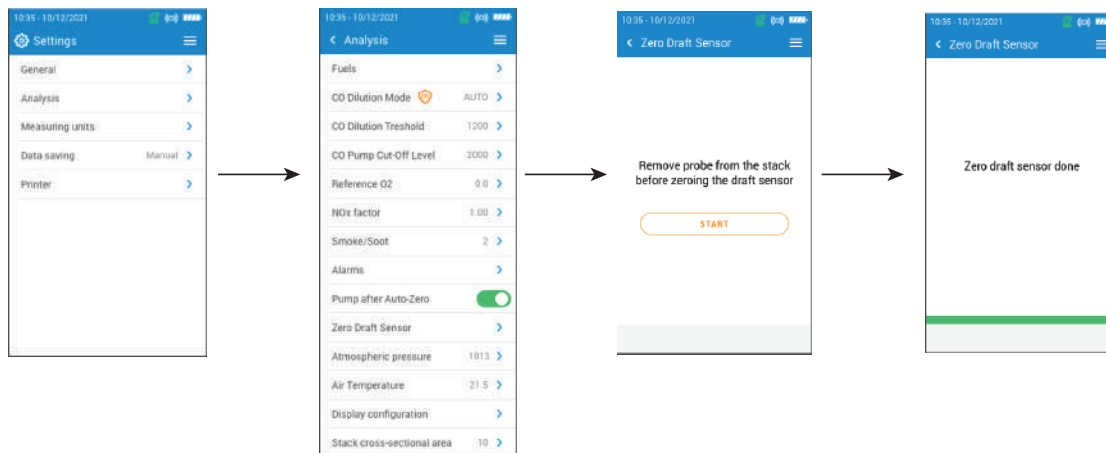 10:35 - 10/12/2021
Settings
General
Analysis
Measuring units
Data saving Manual
Printer
10:35 - 10/12/2021
Analysis
Fuels
CO Dilution Mode AUTO
CO Dilution Treshold 1200
CO Pump Cut-Off Level 2000
Reference O2 0.0
NOx factor 1.00
Smoke/Soot 2
Alarms
Pump after Auto-Zero
Zero Draft Sensor
Atmospheric pressure 1013
Air Temperature 21.5
Display configuration
Stack cross-sectional area 10
10:35 - 10/12/2021
Zero Draft Sensor
Remove probe from the stack
before zeroing the draft sensor
START
10:35 - 10/12/2021
Zero Draft Sensor
Zero draft sensor done